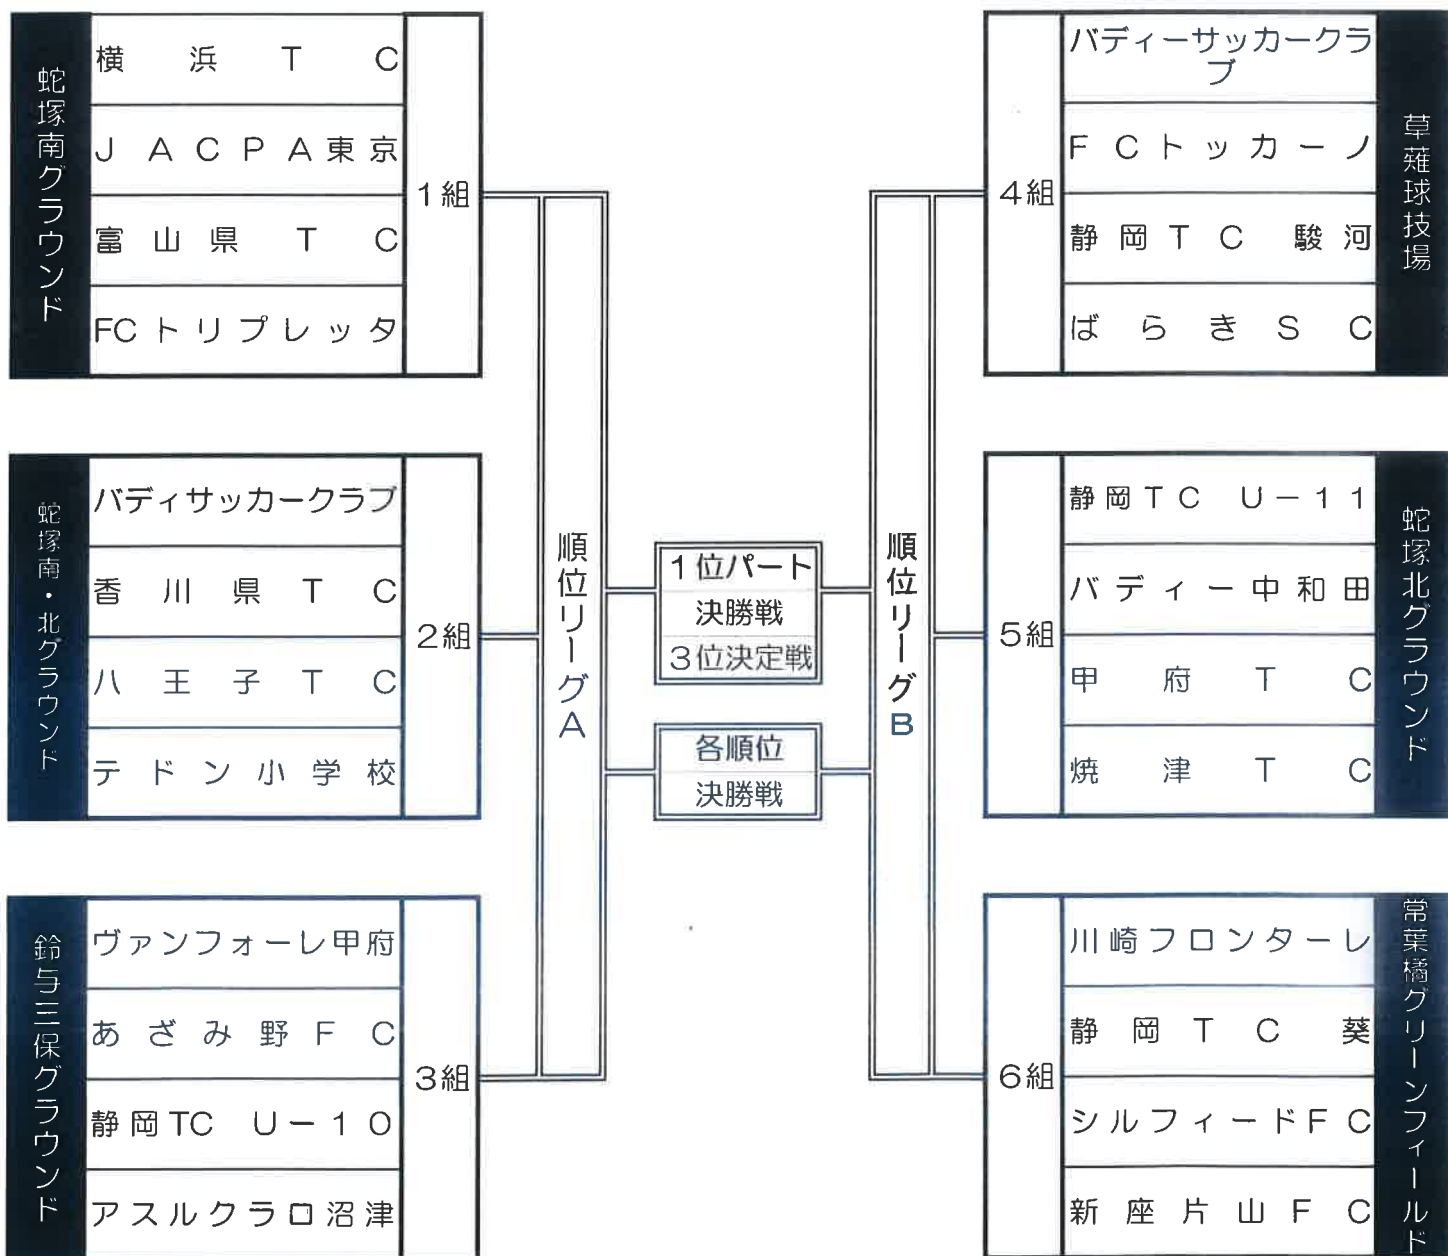 蛇塚南グラウンド
横浜TC
JACPA東京
富山県TC
FCトリプレッタ
1組
蛇塚南・北グラウンド
バディサッカークラブ
香川県TC
八王子TC
テドン小学校
2組
鈴与三保グラウンド
ヴァンフォーレ甲府
あざみ野FC
静岡TC U-10
アスルクラロ沼津
3組
順位リーグA
1位パート
決勝戦
3位決定戦
各順位
決勝戦
順位リーグB
4組
バディーサッカークラ
ブ
FCトッカーノ
静岡TC 駿河
ばらきSC
草薙球技場
5組
静岡TC U-11
バディー中和田
甲府TC
焼津TC
蛇塚北グラウンド
6組
川崎フロンターレ
静岡TC葵
シルフィードFC
新座片山FC
常葉橘グリーンフィールド